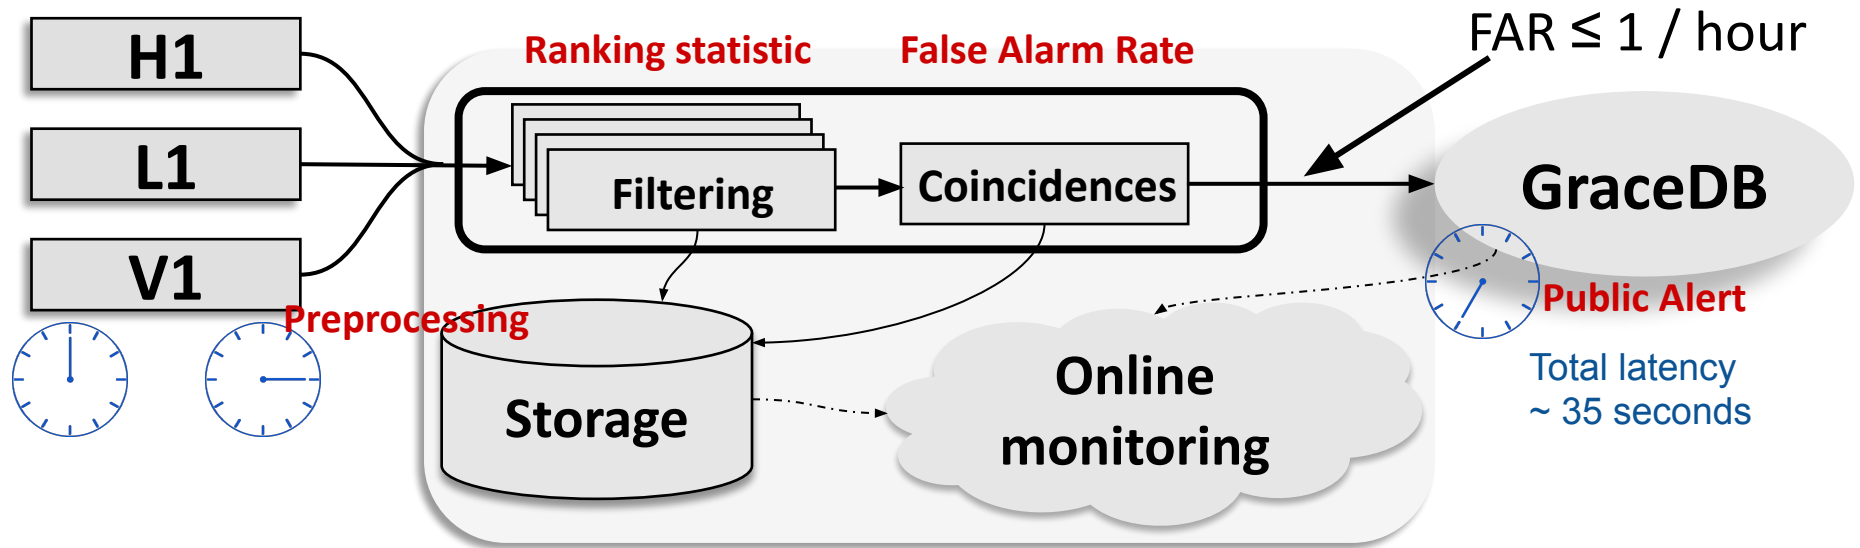 H1
L1
V1
Preprocessing
Ranking statistic
False Alarm Rate
Filtering
Coincidences
FAR ≤ 1 / hour
GraceDB
Public Alert
Total latency
~ 35 seconds
Storage
Online
monitoring